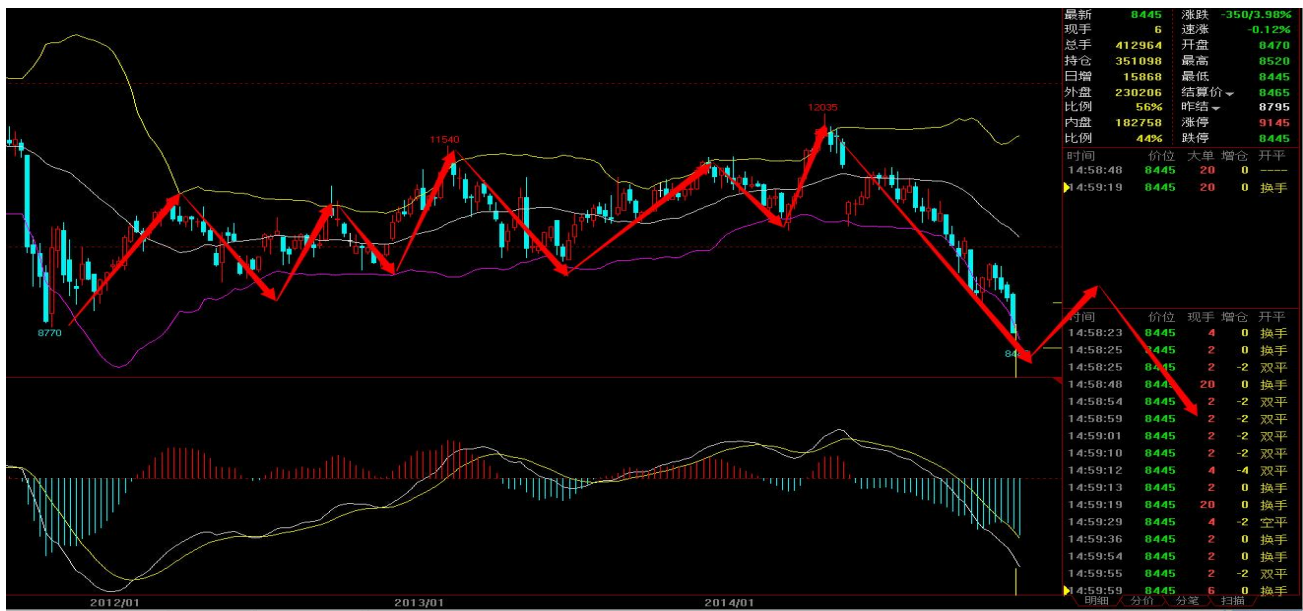 12035
11540
8770
2012/01
2013/01
2014/01
最新 8445 涨跌 -350/3.98%
现手 6 速涨 -0.12%
总手 412964 开盘 8470
持仓 351098 最高 8520
日增 15868 最低 8445
外盘 230206 结算价 8465
比例 56% 昨结 8795
内盘 182758 涨停 9145
比例 44% 跌停 8445
时间 价位 大单 增仓 开平
14:58:48 8445 20 0 ----
14:59:19 8445 20 0 换手
时间 价位 现手 增仓 开平
14:58:23 8445 4 0 换手
14:58:25 8445 2 0 换手
14:58:25 8445 2 -2 双平
14:58:48 8445 20 0 换手
14:58:54 8445 2 -2 双平
14:58:59 8445 2 -2 双平
14:59:01 8445 2 -2 双平
14:59:10 8445 2 -2 双平
14:59:12 8445 4 -4 双平
14:59:13 8445 2 0 换手
14:59:19 8445 20 0 换手
14:59:29 8445 4 -2 空平
14:59:36 8445 2 0 换手
14:59:54 8445 2 0 换手
14:59:55 8445 2 -2 双平
14:59:59 8445 6 0 换手
明细 分价 分笔 扫描